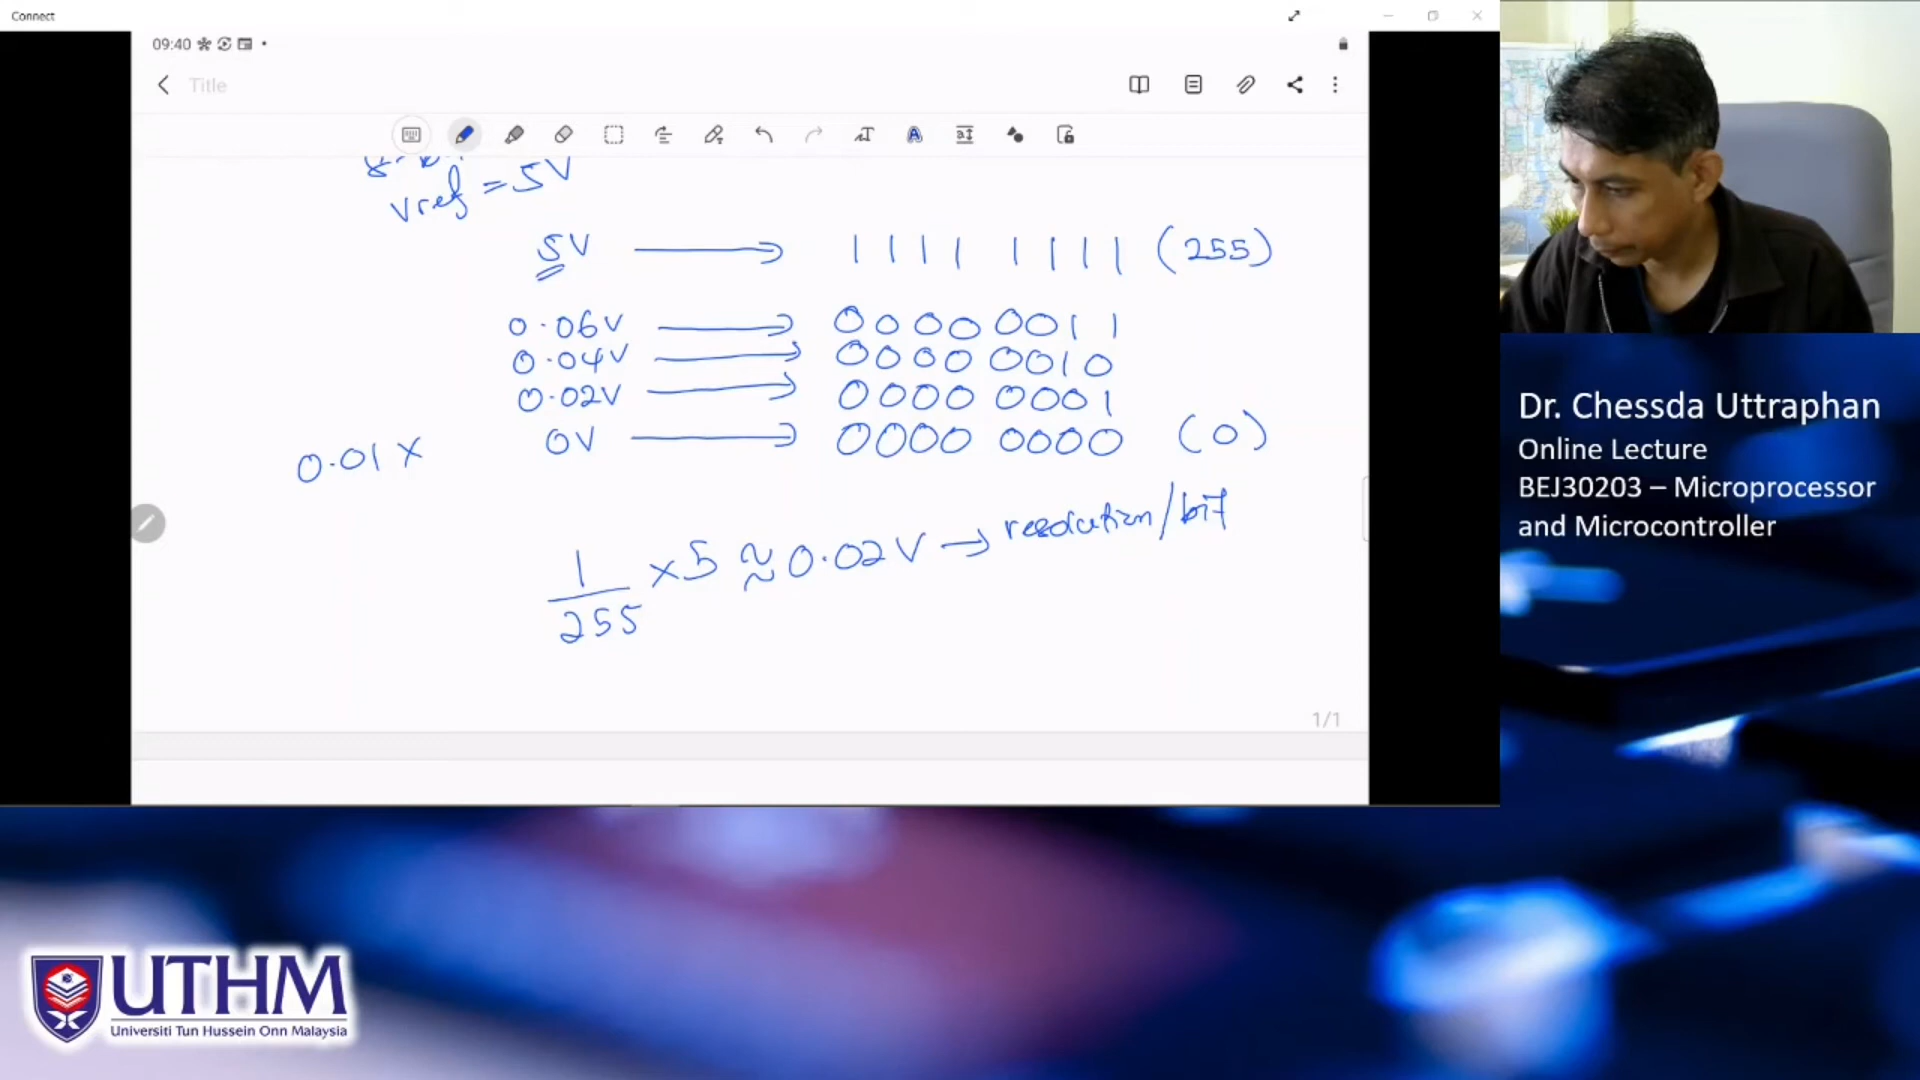 Connect
09:40
Title
Vref = 5V
5V → 1111 1111 (255)
0.06V → 0000 0011
0.04V → 0000 0010
0.02V → 0000 0001
0V → 0000 0000 (0)
0.01 X
1/255 × 5 ≈ 0.02V → resolution/bit
1/1
Dr. Chessda Uttraphan
Online Lecture
BEJ30203 – Microprocessor
and Microcontroller
UTHM
Universiti Tun Hussein Onn Malaysia